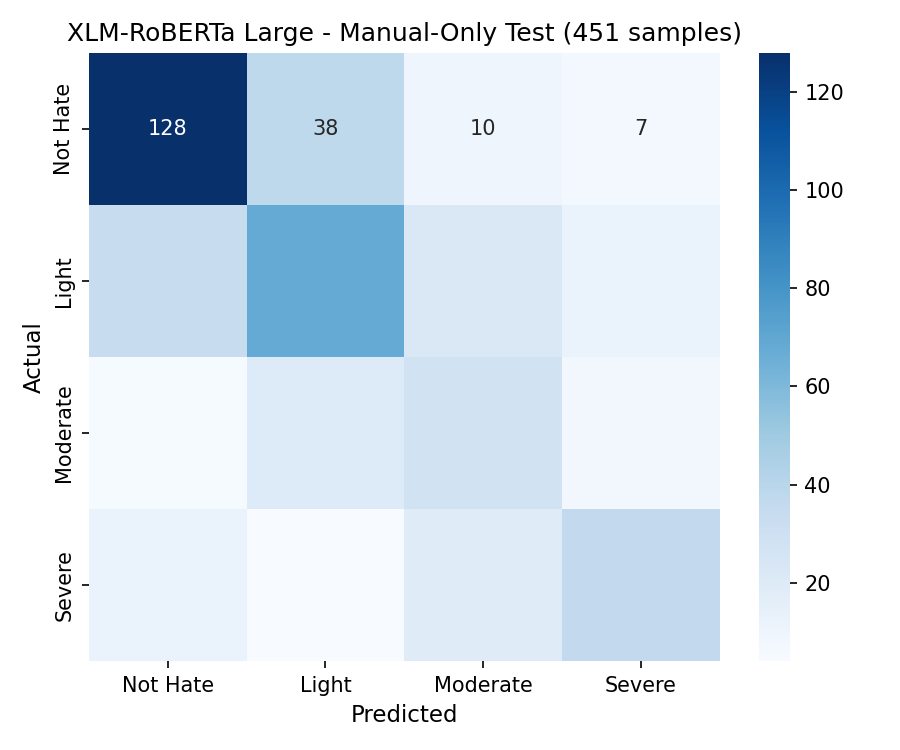 XLM-RoBERTa Large - Manual-Only Test (451 samples)
Not Hate
128 38 10 7
Light
Moderate
Severe
Actual
Not Hate Light Moderate Severe
Predicted
120
100
80
60
40
20